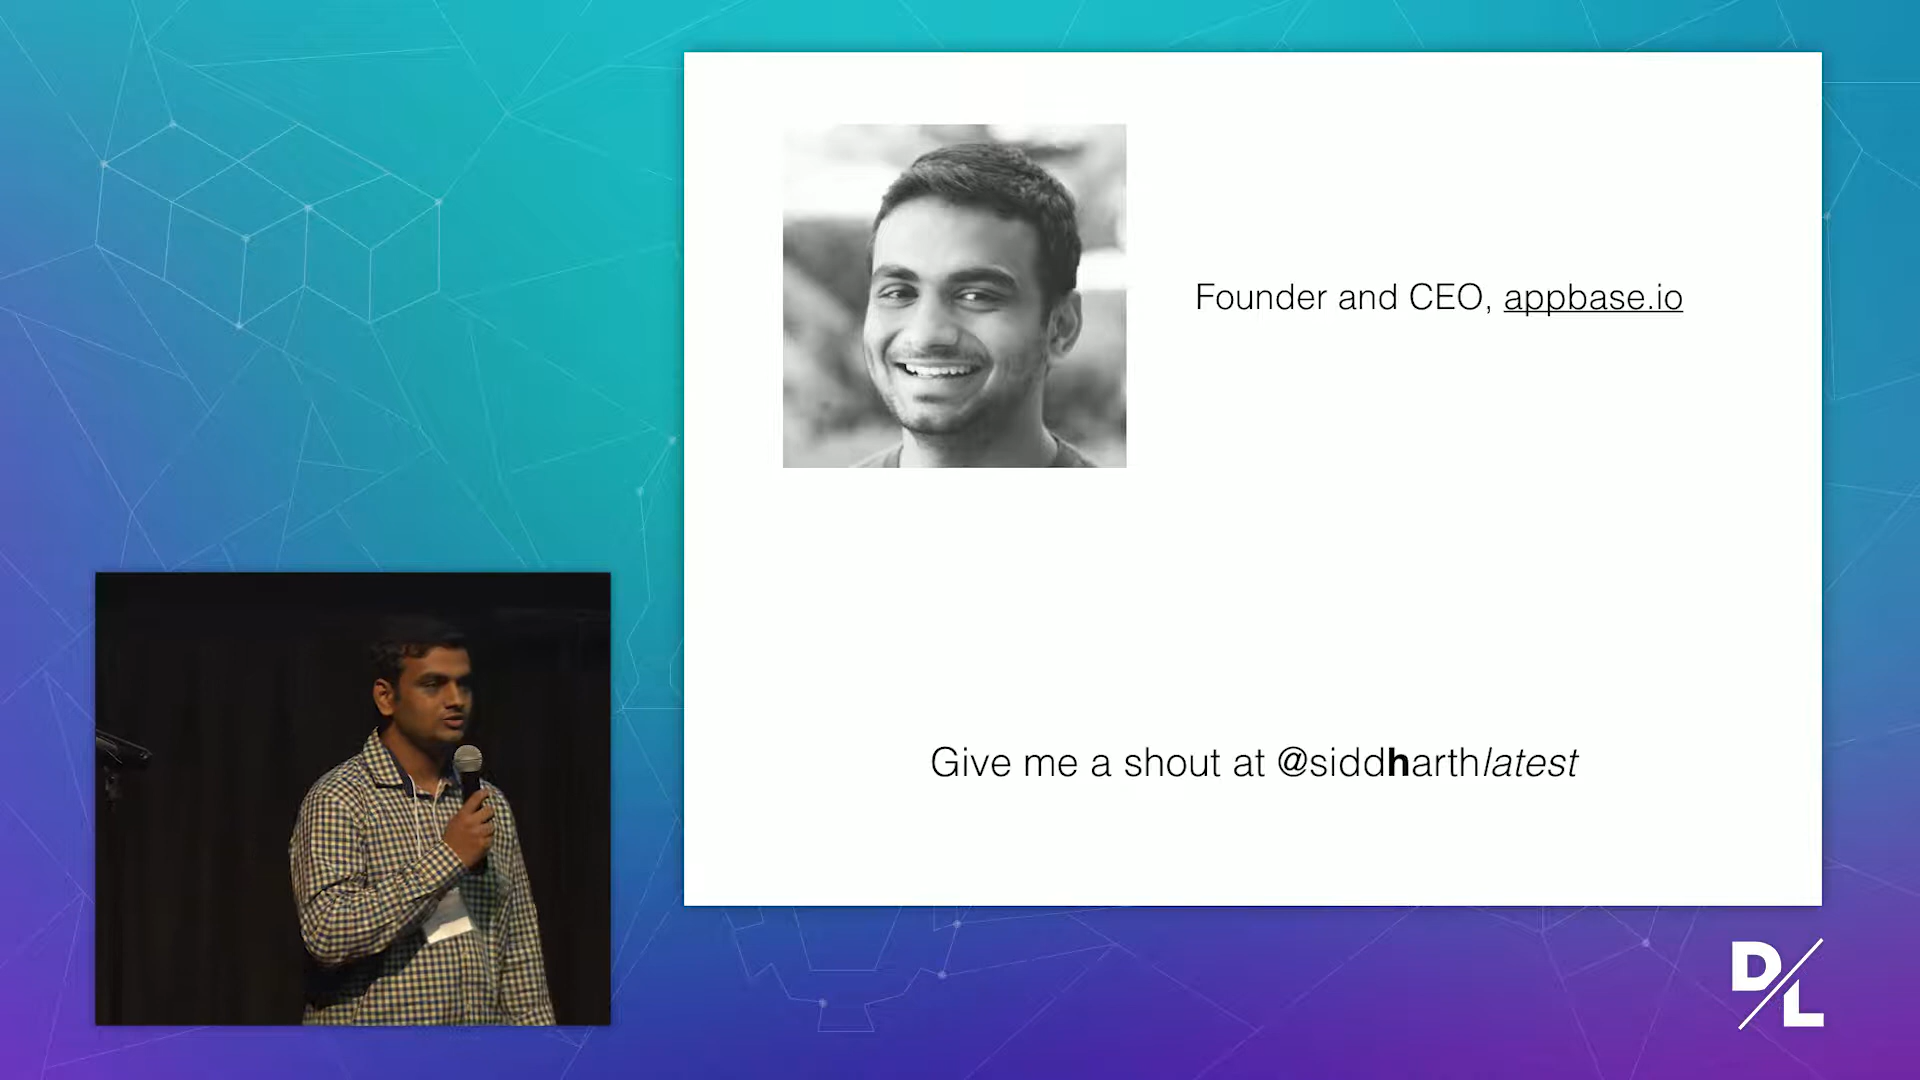 Founder and CEO, appbase.io
Give me a shout at @siddharthlatest
D/L